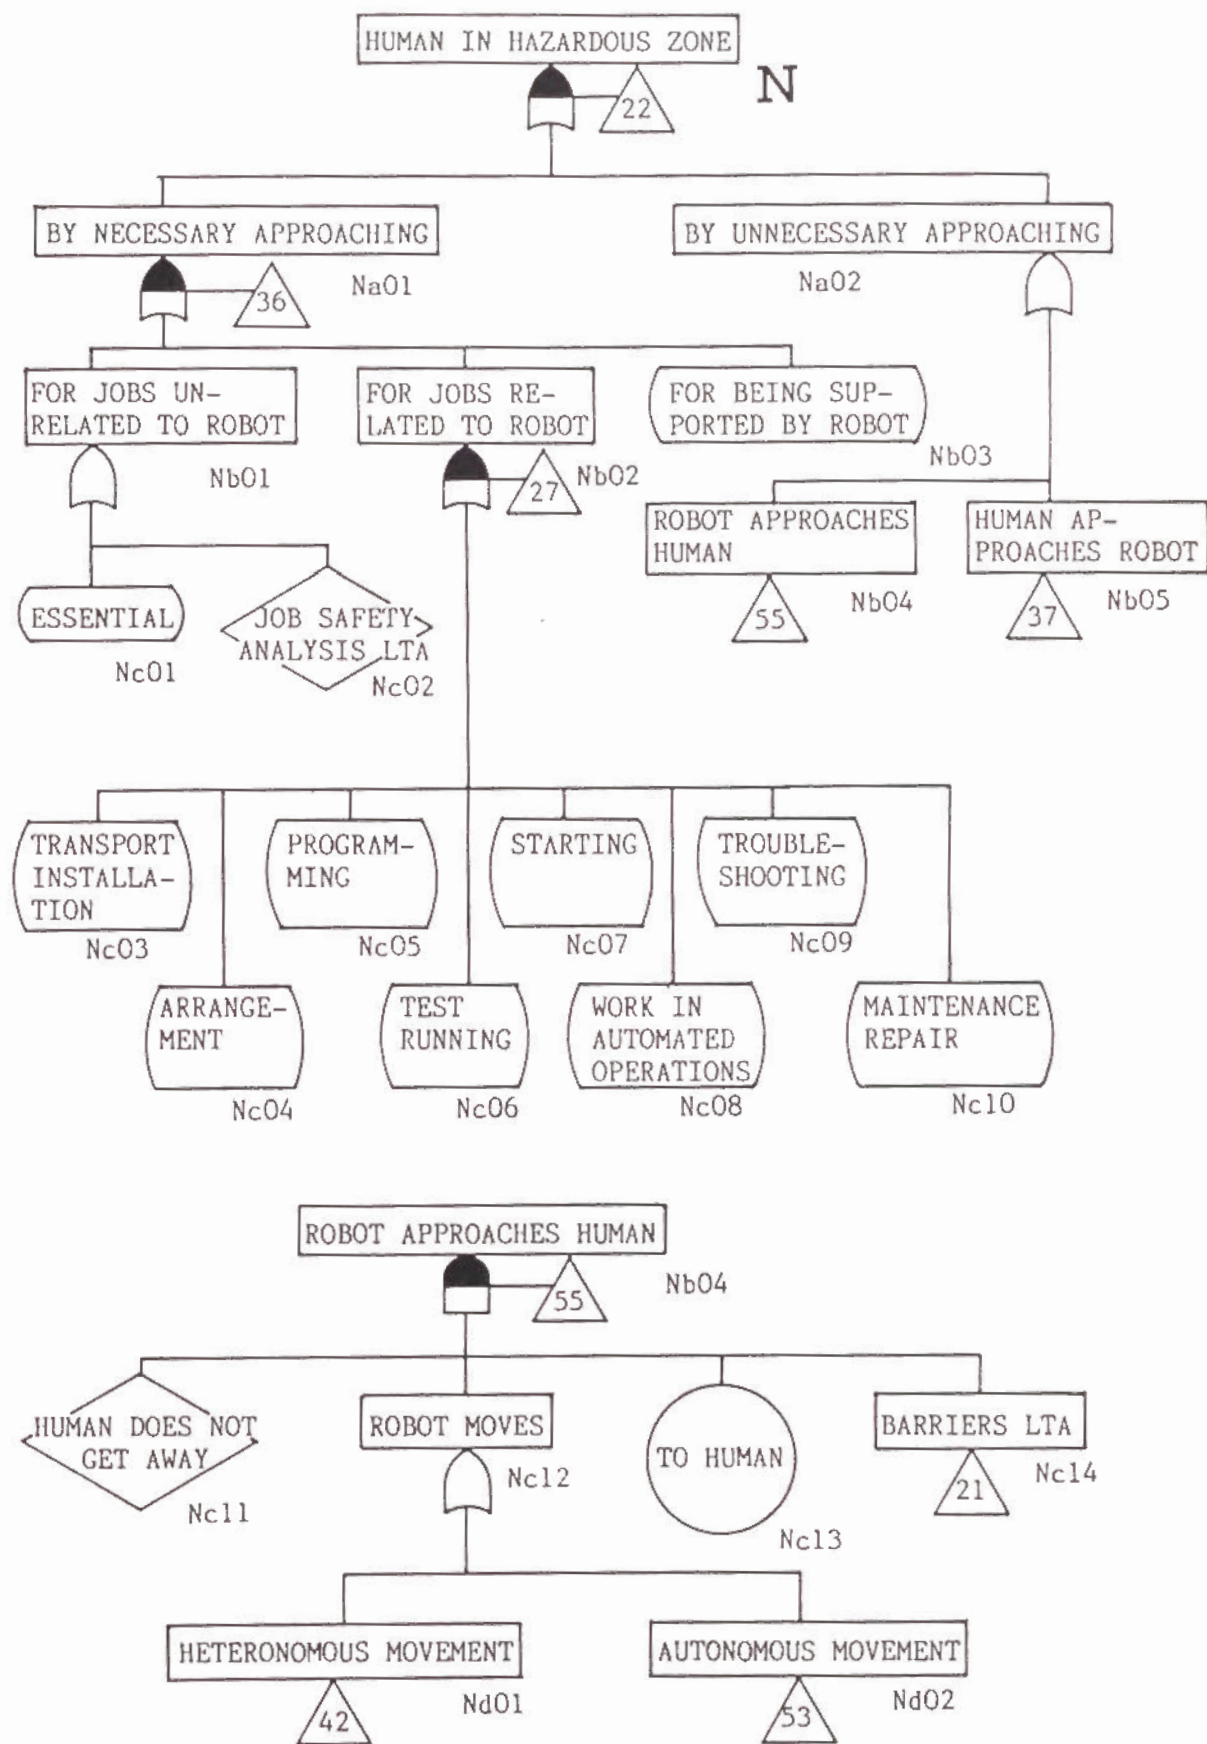 HUMAN IN HAZARDOUS ZONE
22
N
BY NECESSARY APPROACHING
Na01
36
BY UNNECESSARY APPROACHING
Na02
FOR JOBS UN-
RELATED TO ROBOT
Nb01
FOR JOBS RE-
LATED TO ROBOT
Nb02
27
FOR BEING SUP-
PORTED BY ROBOT
Nb03
ROBOT APPROACHES
HUMAN
Nb04
55
HUMAN AP-
PROACHES ROBOT
Nb05
37
ESSENTIAL
Nc01
JOB SAFETY
ANALYSIS LTA
Nc02
TRANSPORT
INSTALLA-
TION
Nc03
PROGRAM-
MING
Nc05
STARTING
Nc07
TROUBLE-
SHOOTING
Nc09
ARRANGE-
MENT
Nc04
TEST
RUNNING
Nc06
WORK IN
AUTOMATED
OPERATIONS
Nc08
MAINTENANCE
REPAIR
Nc10
ROBOT APPROACHES HUMAN
Nb04
55
HUMAN DOES NOT
GET AWAY
Nc11
ROBOT MOVES
Nc12
TO HUMAN
Nc13
BARRIERS LTA
Nc14
21
HETERONOMOUS MOVEMENT
Nd01
42
AUTONOMOUS MOVEMENT
Nd02
53